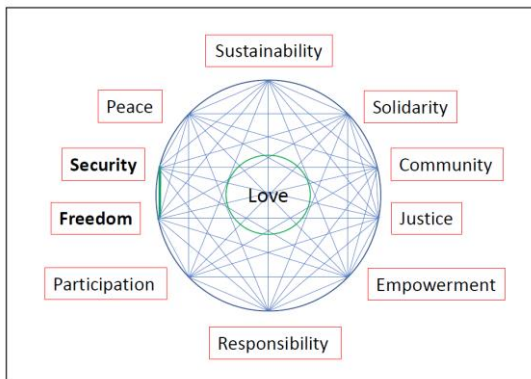 Sustainability
Peace
Solidarity
Security
Community
Love
Freedom
Justice
Participation
Empowerment
Responsibility